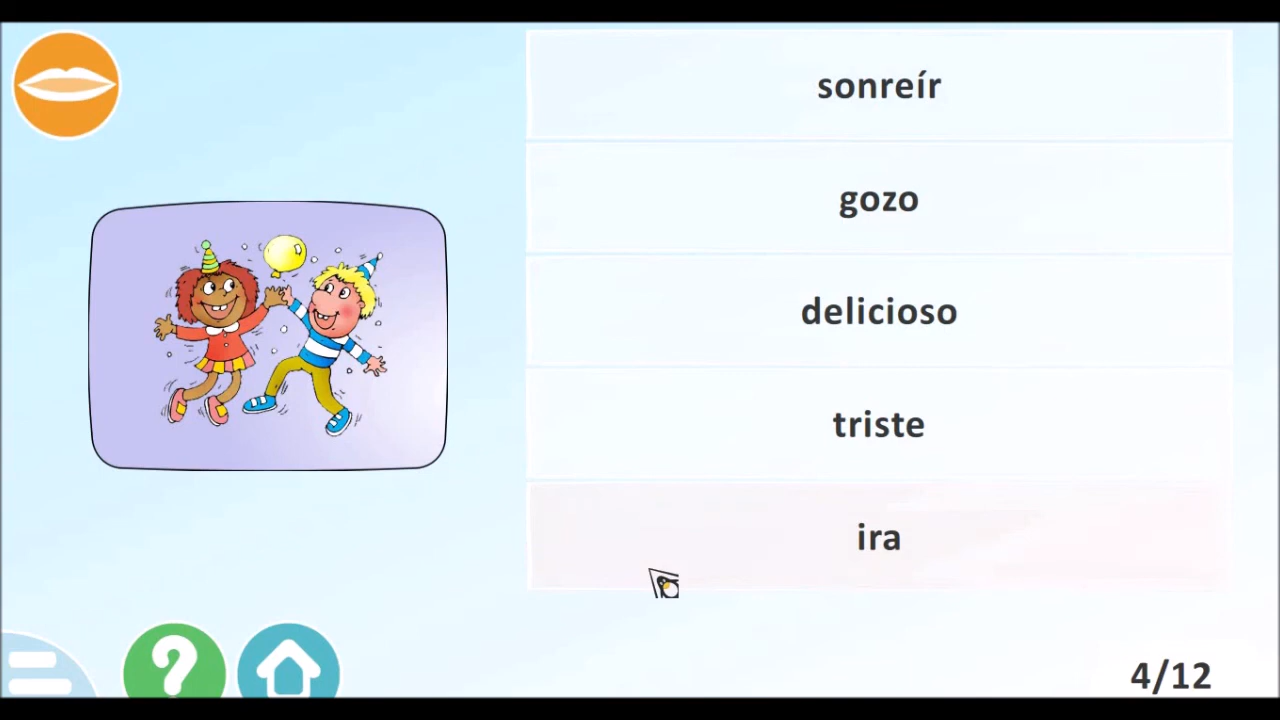 sonreír
gozo
delicioso
triste
ira
?
4/12